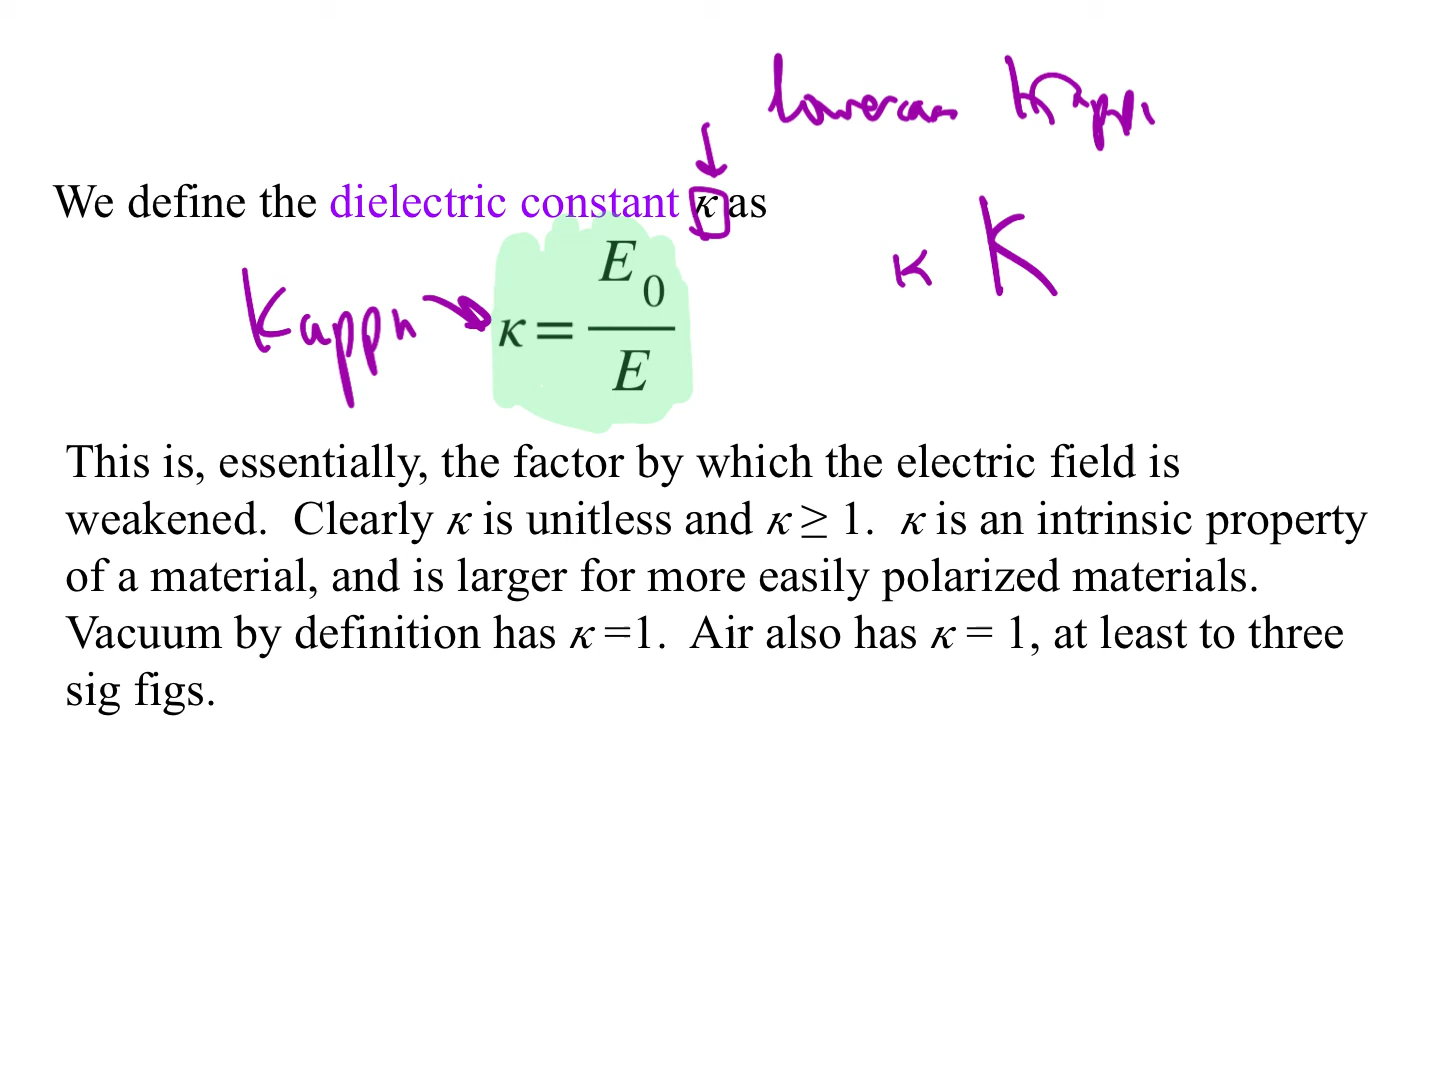 lowercase Kappa
We define the dielectric constant κ as
κ K
Kappa
κ = E₀ / E
This is, essentially, the factor by which the electric field is
weakened.  Clearly κ is unitless and κ ≥ 1.  κ is an intrinsic property
of a material, and is larger for more easily polarized materials.
Vacuum by definition has κ =1.  Air also has κ = 1, at least to three
sig figs.